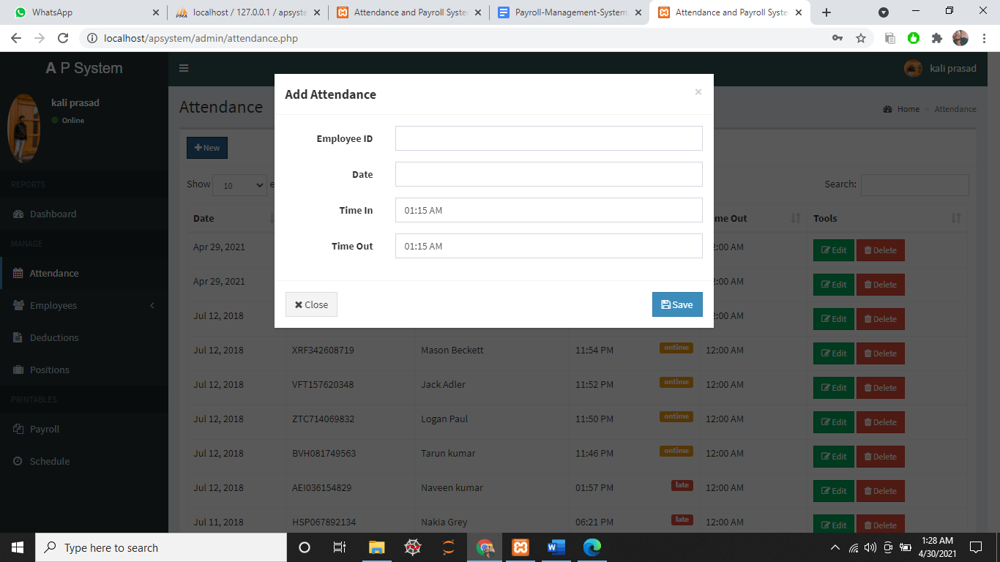 WhatsApp
localhost / 127.0.0.1 / apsyste
Attendance and Payroll Syste
Payroll-Management-System
Attendance and Payroll Syste
localhost/apsystem/admin/attendance.php
A P System
kali prasad
kali prasad
Online
Attendance
Home > Attendance
Add Attendance
×
Employee ID
Date
Time In 01:15 AM
Time Out 01:15 AM
Close
Save
New
Show 10 e
Search:
REPORTS
Dashboard
MANAGE
Attendance
Employees
Deductions
Positions
PRINTABLES
Payroll
Schedule
Date me Out Tools
Apr 29, 2021 2:00 AM Edit Delete
Apr 29, 2021 2:00 AM Edit Delete
Jul 12, 2018 2:00 AM Edit Delete
Jul 12, 2018 XRF342608719 Mason Beckett 11:54 PM ontime 12:00 AM Edit Delete
Jul 12, 2018 VFT157620348 Jack Adler 11:52 PM ontime 12:00 AM Edit Delete
Jul 12, 2018 ZTC714069832 Logan Paul 11:50 PM ontime 12:00 AM Edit Delete
Jul 12, 2018 BVH081749563 Tarun kumar 11:46 PM ontime 12:00 AM Edit Delete
Jul 12, 2018 AEI036154829 Naveen kumar 01:57 PM late 12:00 AM Edit Delete
Jul 11, 2018 HSP067892134 Nakia Grey 06:21 PM late 12:00 AM Edit Delete
Type here to search
1:28 AM
4/30/2021